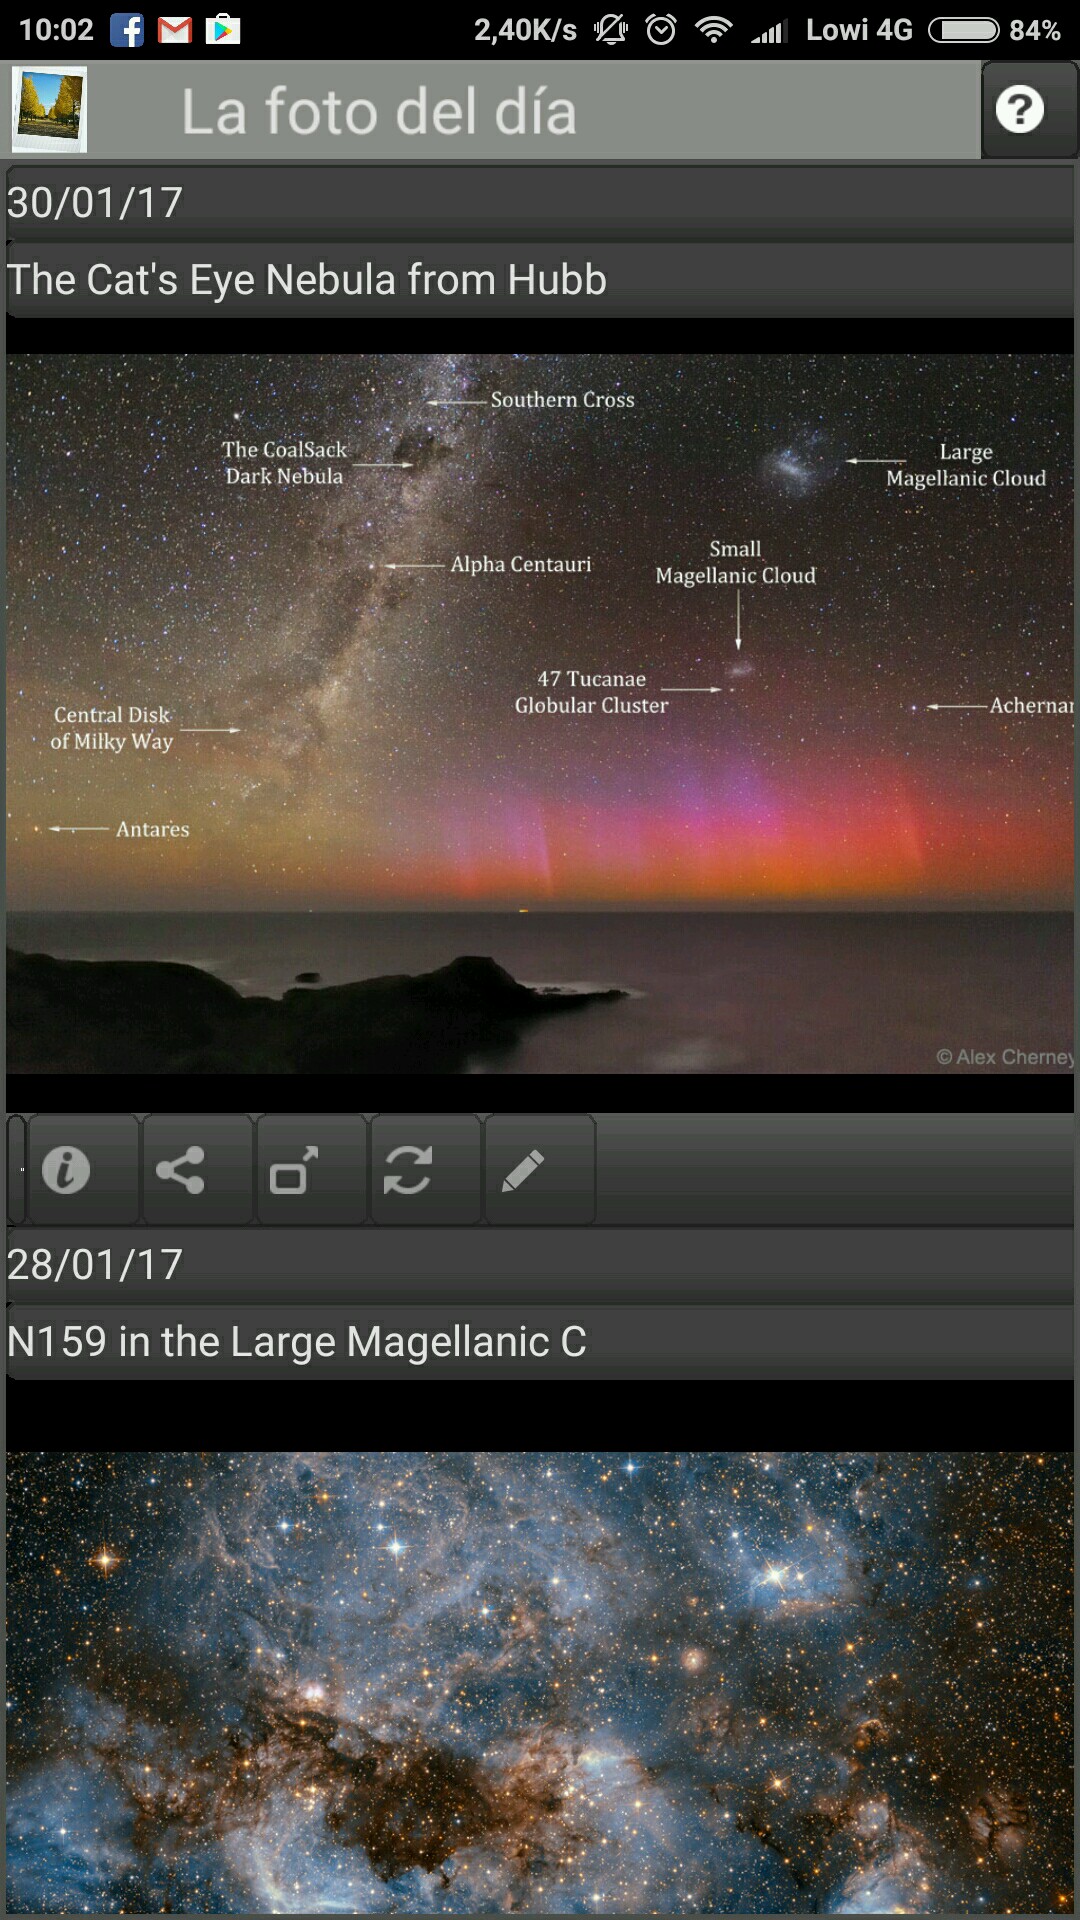 10:02 2,40K/s Lowi 4G 84%
La foto del día
30/01/17
The Cat's Eye Nebula from Hubb
Southern Cross
The CoalSack
Dark Nebula
Large
Magellanic Cloud
Alpha Centauri
Small
Magellanic Cloud
47 Tucanae
Globular Cluster
Achernar
Central Disk
of Milky Way
Antares
© Alex Cherney
28/01/17
N159 in the Large Magellanic C